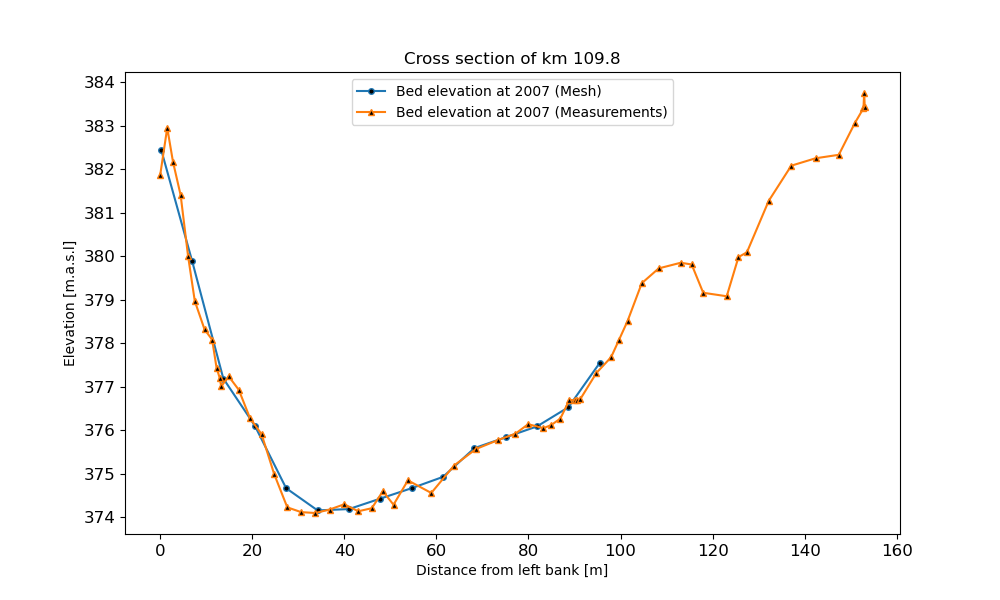 Cross section of km 109.8
Bed elevation at 2007 (Mesh)
Bed elevation at 2007 (Measurements)
Elevation [m.a.s.l]
384
383
382
381
380
379
378
377
376
375
374
0 20 40 60 80 100 120 140 160
Distance from left bank [m]